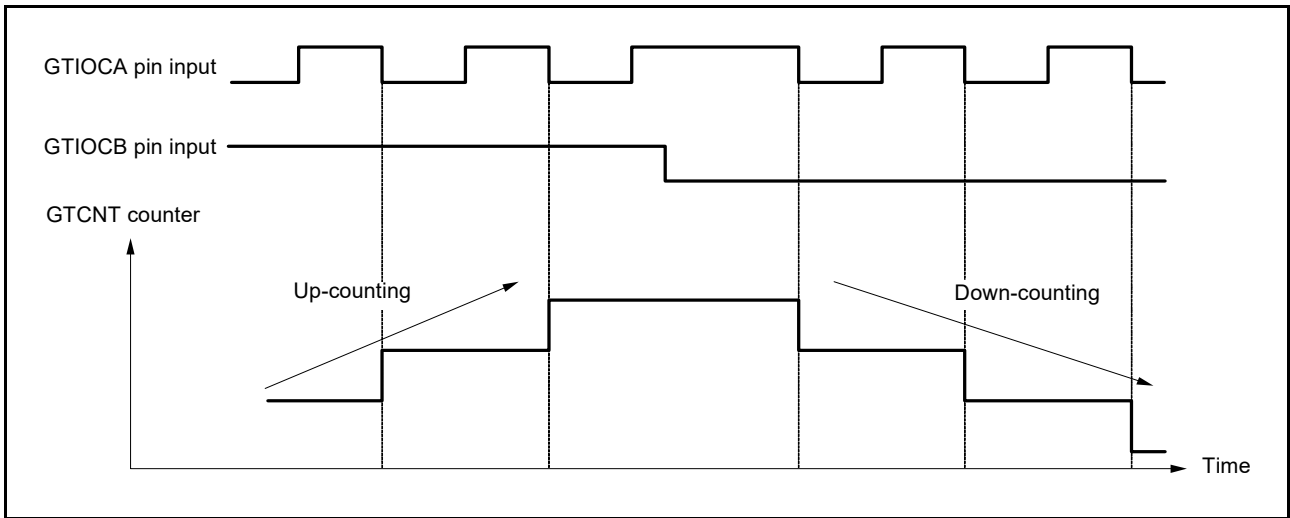 GTIOCA pin input
GTIOCB pin input
GTCNT counter
Up-counting
Down-counting
Time